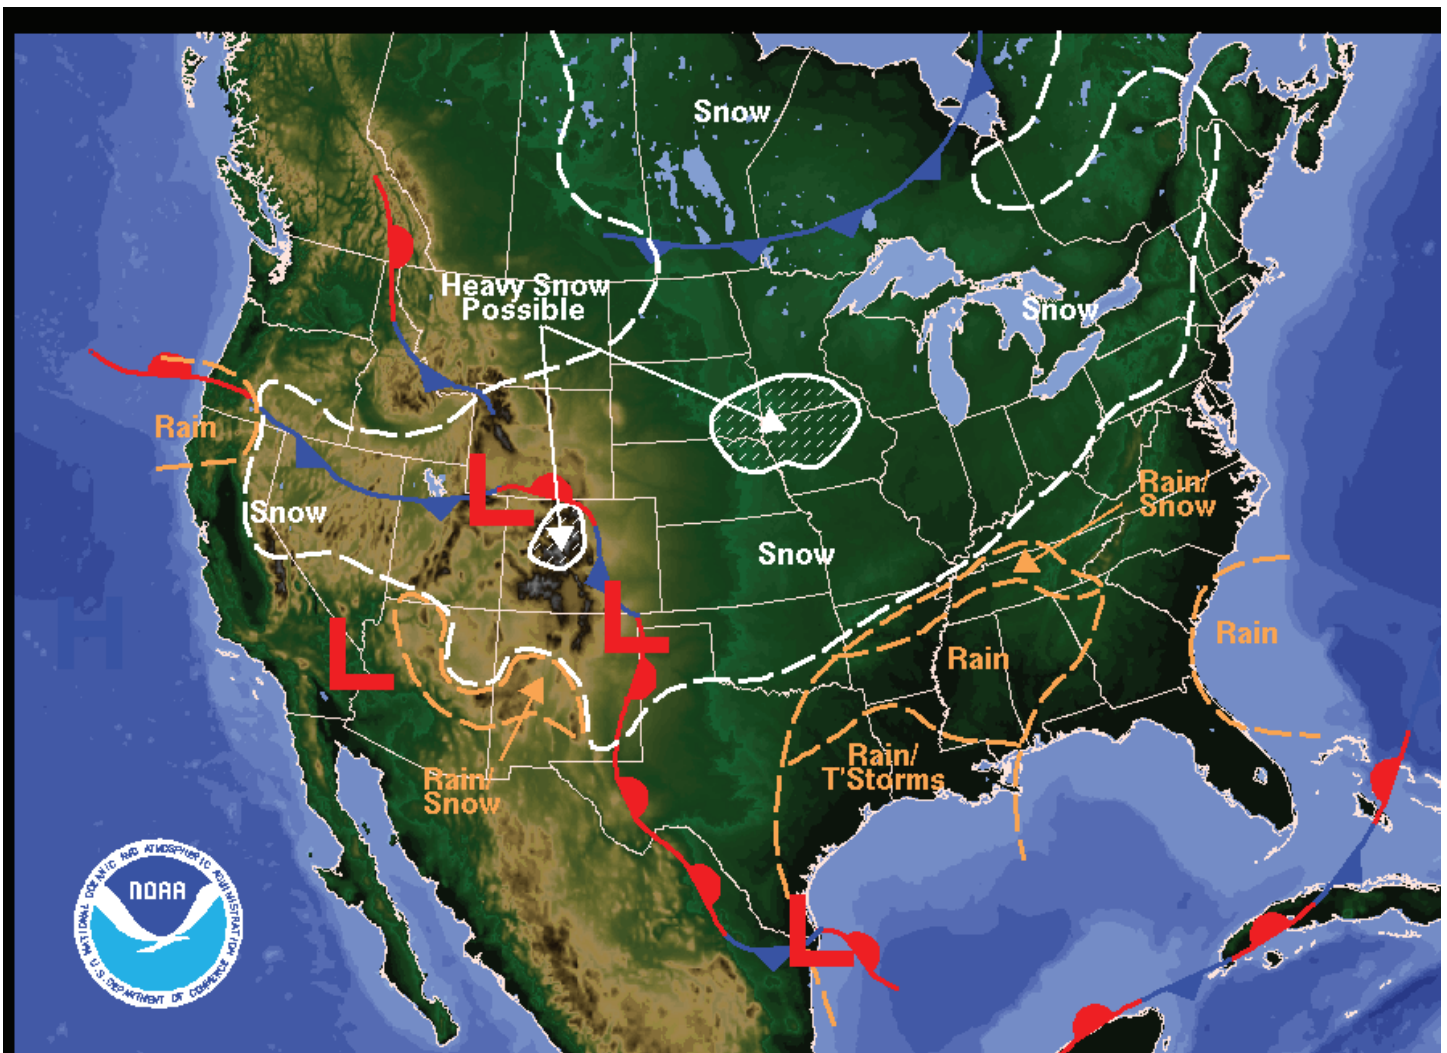 Snow
Heavy Snow
Possible
Snow
Rain
Rain/
Snow
L
Snow
Snow
L
H
L
Rain
Rain
Rain/
Snow
Rain/
T'Storms
L
NATIONAL OCEANIC AND ATMOSPHERIC ADMINISTRATION
NOAA
U.S. DEPARTMENT OF COMMERCE